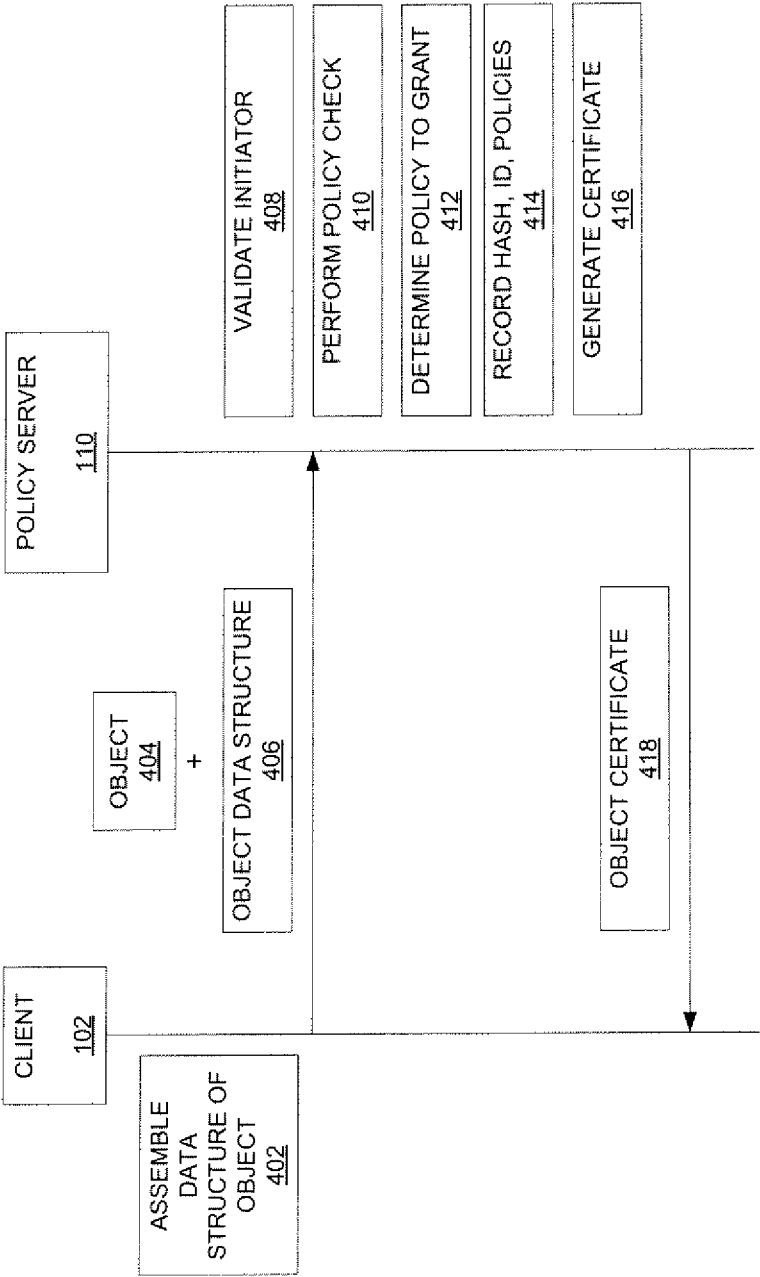 CLIENT
102
POLICY SERVER
110
ASSEMBLE
DATA
STRUCTURE OF
OBJECT
402
OBJECT
404
+
OBJECT DATA STRUCTURE
406
VALIDATE INITIATOR
408
PERFORM POLICY CHECK
410
DETERMINE POLICY TO GRANT
412
RECORD HASH, ID, POLICIES
414
GENERATE CERTIFICATE
416
OBJECT CERTIFICATE
418